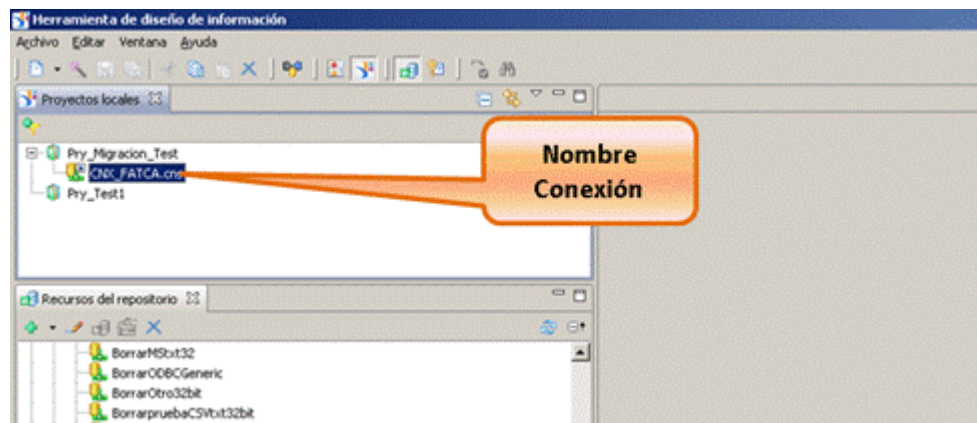 Herramienta de diseño de información
Archivo Editar Ventana Ayuda
Proyectos locales
Pry_Migracion_Test
CNX_FATCA.cns
Pry_Test1
Nombre
Conexión
Recursos del repositorio
BorrarMStxt32
BorrarODBCGeneric
BorrarOtro32bit
BorrarpruebaCSVtxt32bit